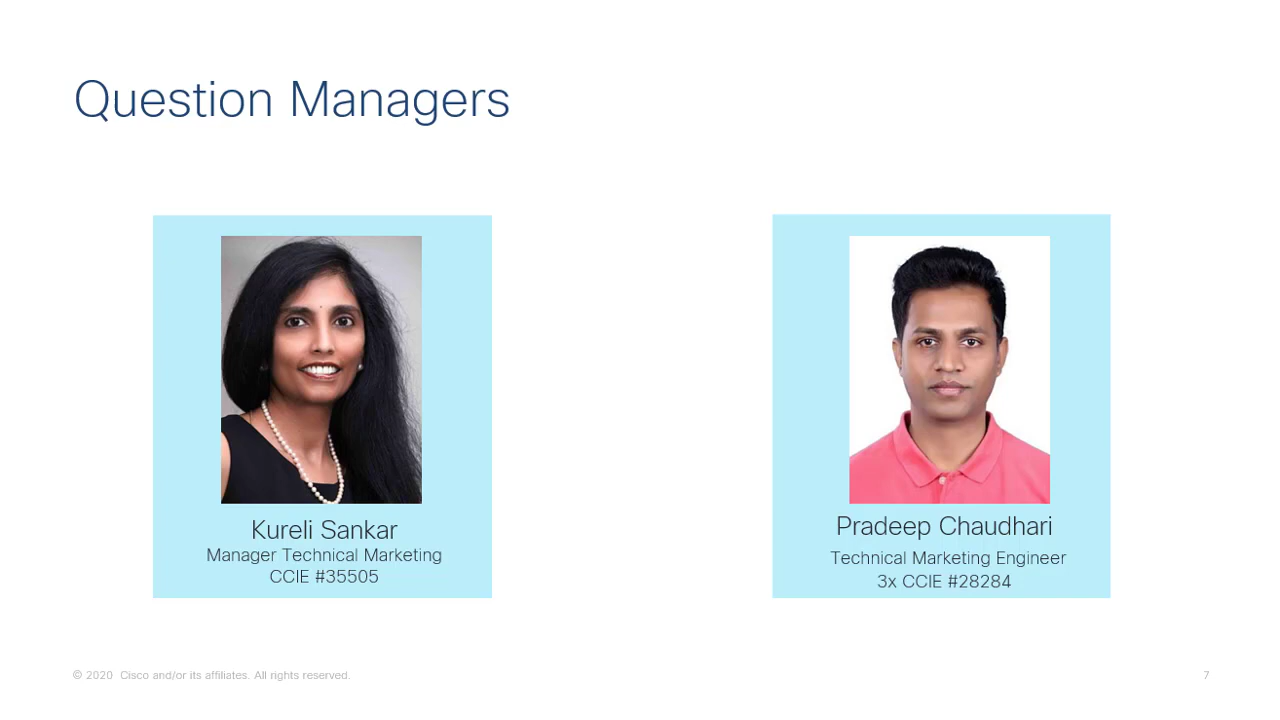 Question Managers
Kureli Sankar
Manager Technical Marketing
CCIE #35505
Pradeep Chaudhari
Technical Marketing Engineer
3x CCIE #28284
© 2020 Cisco and/or its affiliates. All rights reserved.
7